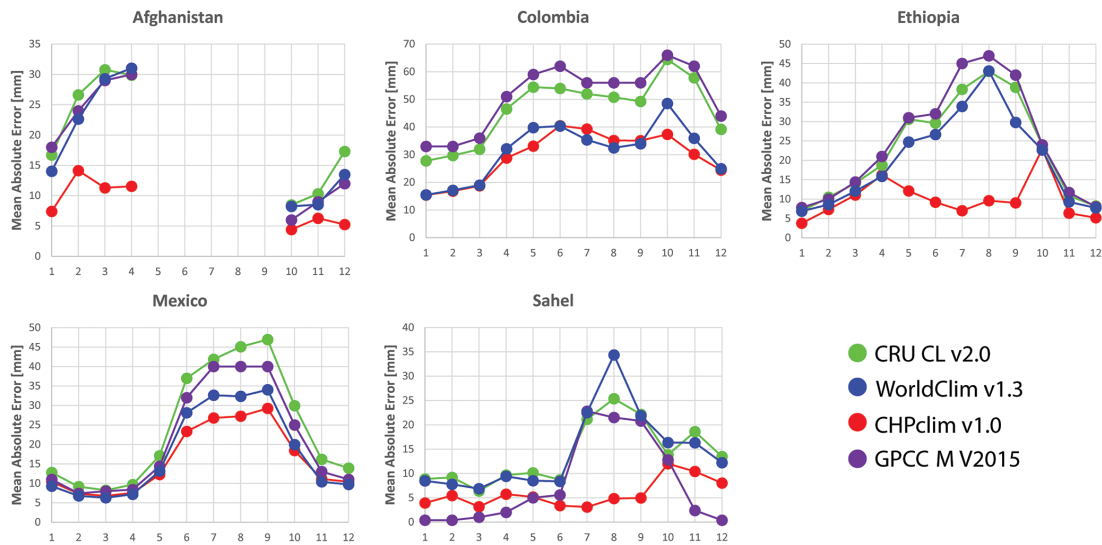 Afghanistan
Mean Absolute Error [mm]
35
30
25
20
15
10
5
0
1 2 3 4 5 6 7 8 9 10 11 12
Colombia
Mean Absolute Error [mm]
70
60
50
40
30
20
10
0
1 2 3 4 5 6 7 8 9 10 11 12
Ethiopia
Mean Absolute Error [mm]
50
45
40
35
30
25
20
15
10
5
0
1 2 3 4 5 6 7 8 9 10 11 12
Mexico
Mean Absolute Error [mm]
50
45
40
35
30
25
20
15
10
5
0
1 2 3 4 5 6 7 8 9 10 11 12
Sahel
Mean Absolute Error [mm]
40
35
30
25
20
15
10
5
0
1 2 3 4 5 6 7 8 9 10 11 12
CRU CL v2.0
WorldClim v1.3
CHPclim v1.0
GPCC M V2015